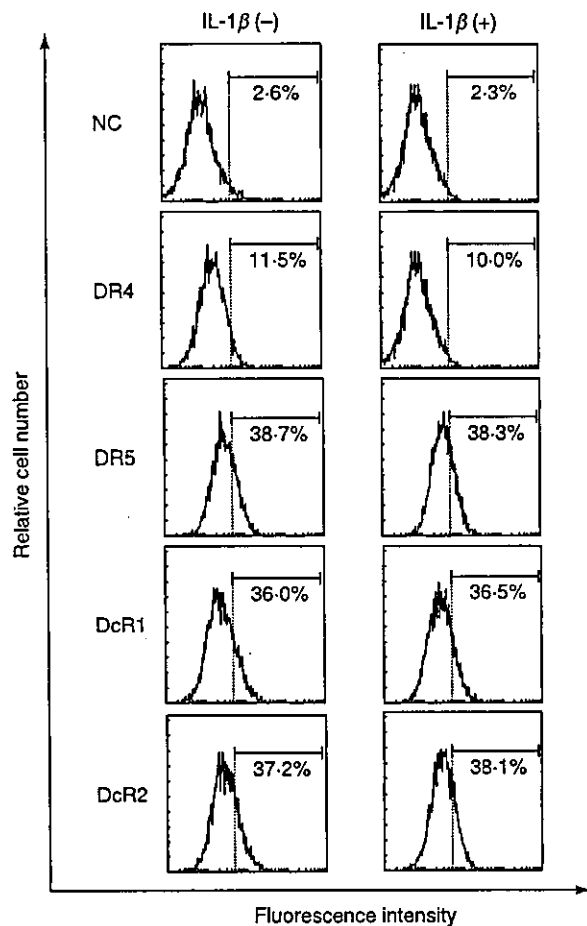 IL-1β (–) IL-1β (+)
NC 2·6% 2·3%
DR4 11·5% 10·0%
DR5 38·7% 38·3%
DcR1 36·0% 36·5%
DcR2 37·2% 38·1%
Relative cell number
Fluorescence intensity